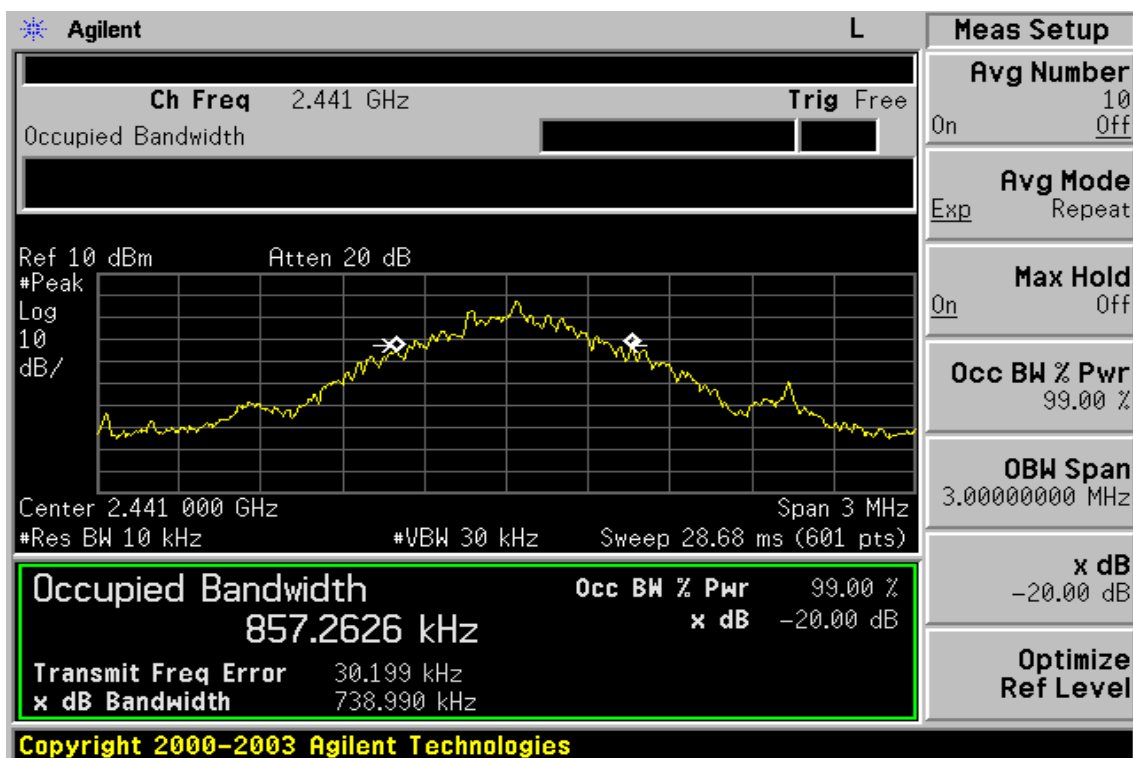 Agilent L
Ch Freq 2.441 GHz Trig Free
Occupied Bandwidth
Ref 10 dBm Atten 20 dB
#Peak
Log
10
dB/
Center 2.441 000 GHz Span 3 MHz
#Res BW 10 kHz #VBW 30 kHz Sweep 28.68 ms (601 pts)
Occupied Bandwidth
857.2626 kHz
Occ BW % Pwr 99.00 %
x dB -20.00 dB
Transmit Freq Error 30.199 kHz
x dB Bandwidth 738.990 kHz
Copyright 2000-2003 Agilent Technologies
Meas Setup
Avg Number
10
On Off
Avg Mode
Exp Repeat
Max Hold
On Off
Occ BW % Pwr
99.00 %
OBW Span
3.00000000 MHz
x dB
-20.00 dB
Optimize
Ref Level